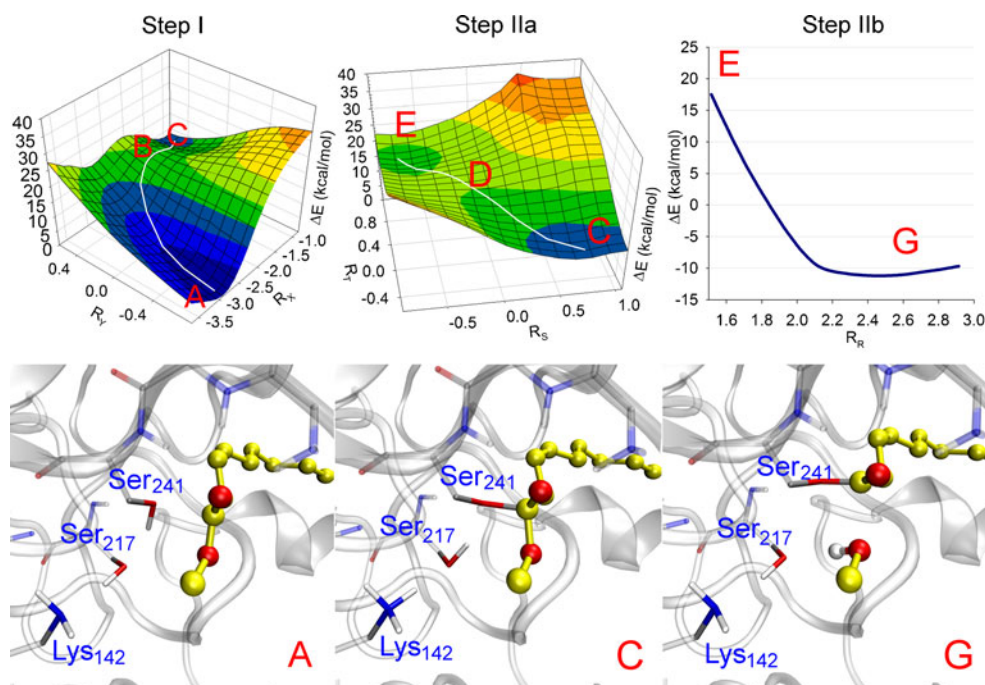 Step I
Step IIa
Step IIb
40
35
30
25
20
15
10
5
0
0.4
0.0
-0.4
R_Y
-3.5
-3.0
-2.5
-2.0
-1.5
-1.0
R_X
ΔE (kcal/mol)
A
B
C
40
35
30
25
20
15
10
5
0
0.8
0.4
0.0
-0.4
R_Y
-0.5
0.0
0.5
1.0
R_S
ΔE (kcal/mol)
E
D
C
25
20
15
10
5
0
-5
-10
-15
ΔE (kcal/mol)
1.6
1.8
2.0
2.2
2.4
2.6
2.8
3.0
R_R
E
G
Ser241
Ser217
Lys142
A
Ser241
Ser217
Lys142
C
Ser241
Ser217
Lys142
G